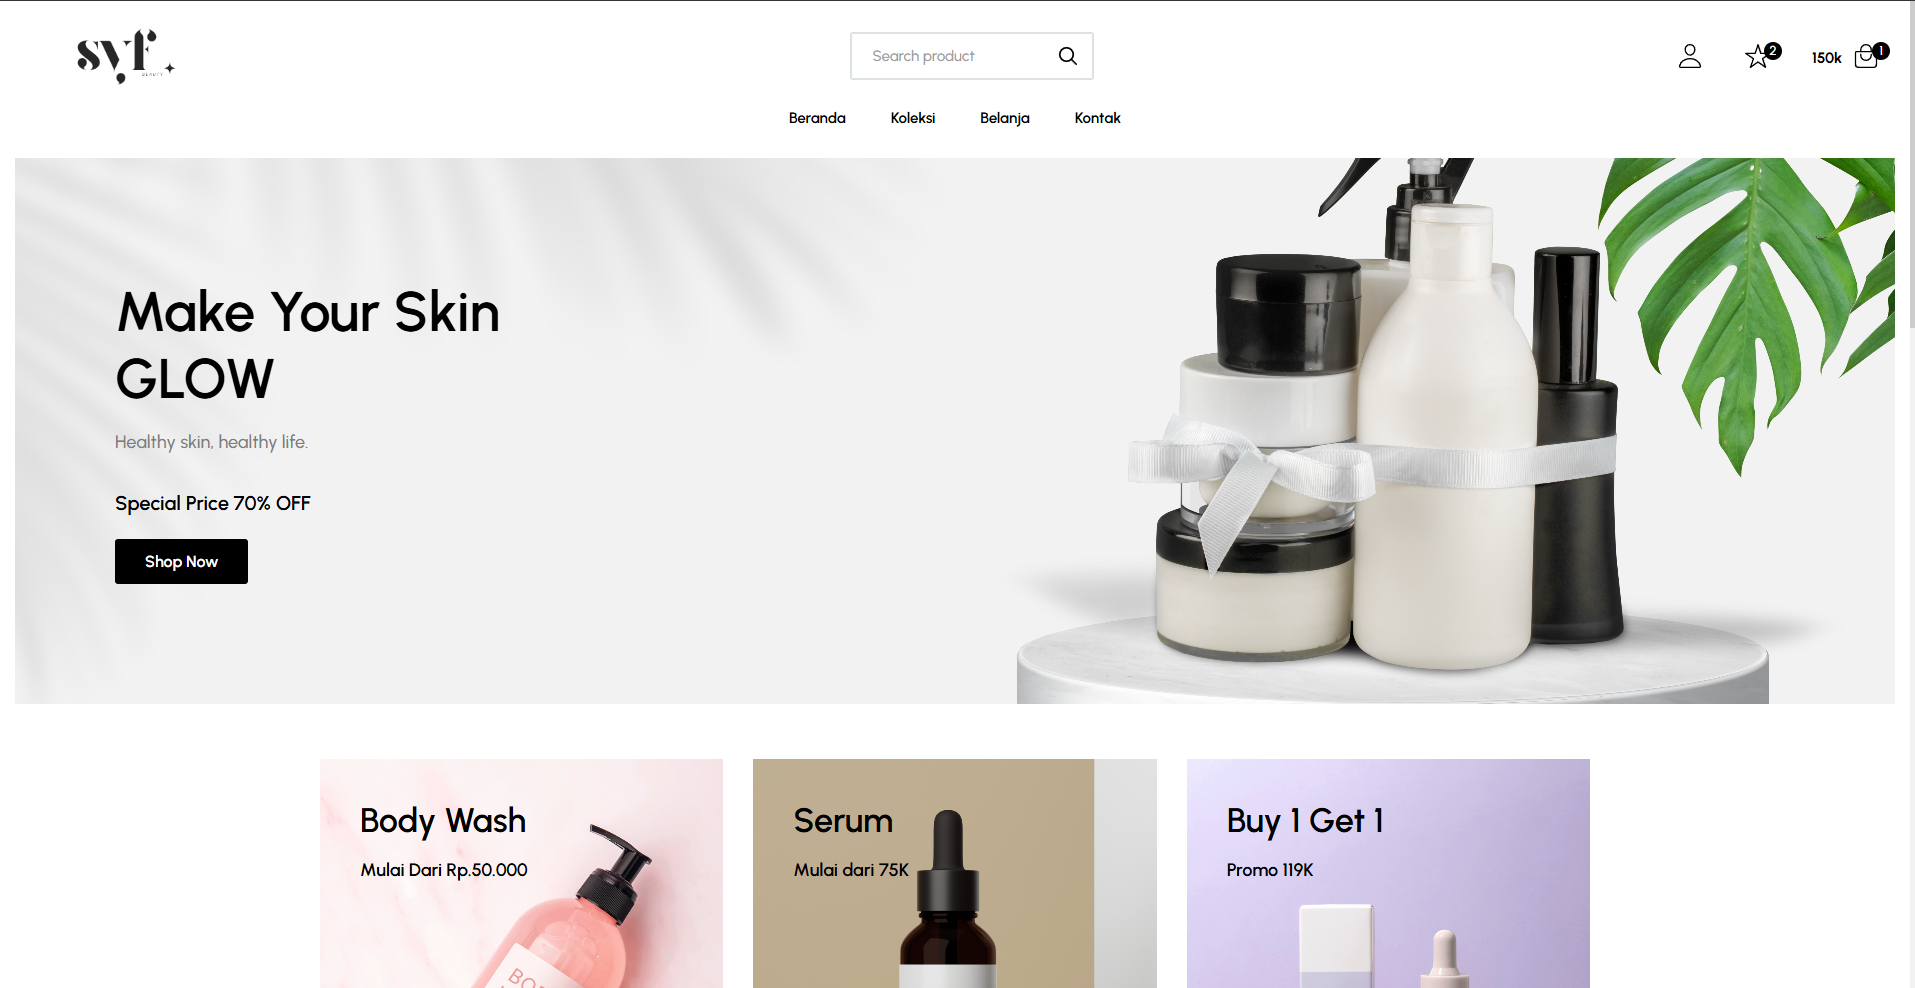 syf.
BEAUTY
Search product
2
150k
1
Beranda
Koleksi
Belanja
Kontak
Make Your Skin
GLOW
Healthy skin, healthy life.
Special Price 70% OFF
Shop Now
Body Wash
Mulai Dari Rp.50.000
Serum
Mulai dari 75K
Buy 1 Get 1
Promo 119K